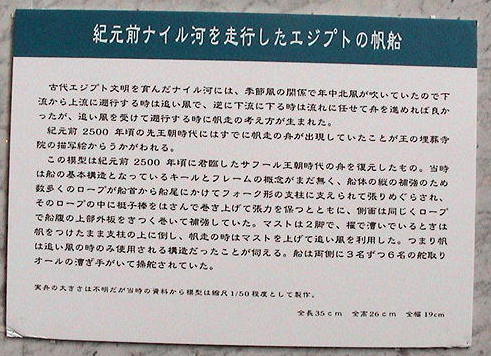 紀元前ナイル河を走行したエジプトの帆船
古代エジプト文明を育んだナイル河には、季節風の関係で年中北風が吹いていたので下
流から上流に遡行する時は追い風で、逆に下流に下る時は流れに任せて舟を進めれば良か
ったが、追い風を受けて遡行する時に帆走の考え方が生まれた。
紀元前 2500 年頃の先王朝時代にはすでに帆走の舟が出現していたことが王の埋葬寺
院の描写絵からうかがわれる。
この模型は紀元前 2500 年頃に君臨したサフール王朝時代の舟を復元したもの。当時
は船の基本構造となっているキールとフレームの概念がまだ無く、船体の縦の補強のため
数多くのロープが船首から船尾にかけてフォーク形の支柱に支えられて張りめぐらされ、
そのロープの中に梃子棒をはさんで巻き上げて張力を保つとともに、側面は同じくロープ
で船腹の上部外板をきつく巻いて補強していた。マストは2脚で、櫂で漕いでいるときは
帆をつけたまま支柱の上に倒し、帆走の時はマストを上げて追い風を利用した。つまり帆
は追い風の時のみ使用される構造だったことが伺える。船は両側に3名ずつ6名の舵取り
オールの漕ぎ手がいて操舵されていた。
実舟の大きさは不明だが当時の資料から模型は縮尺 1/50 程度として製作。
全長35cm 全高26cm 全幅19cm